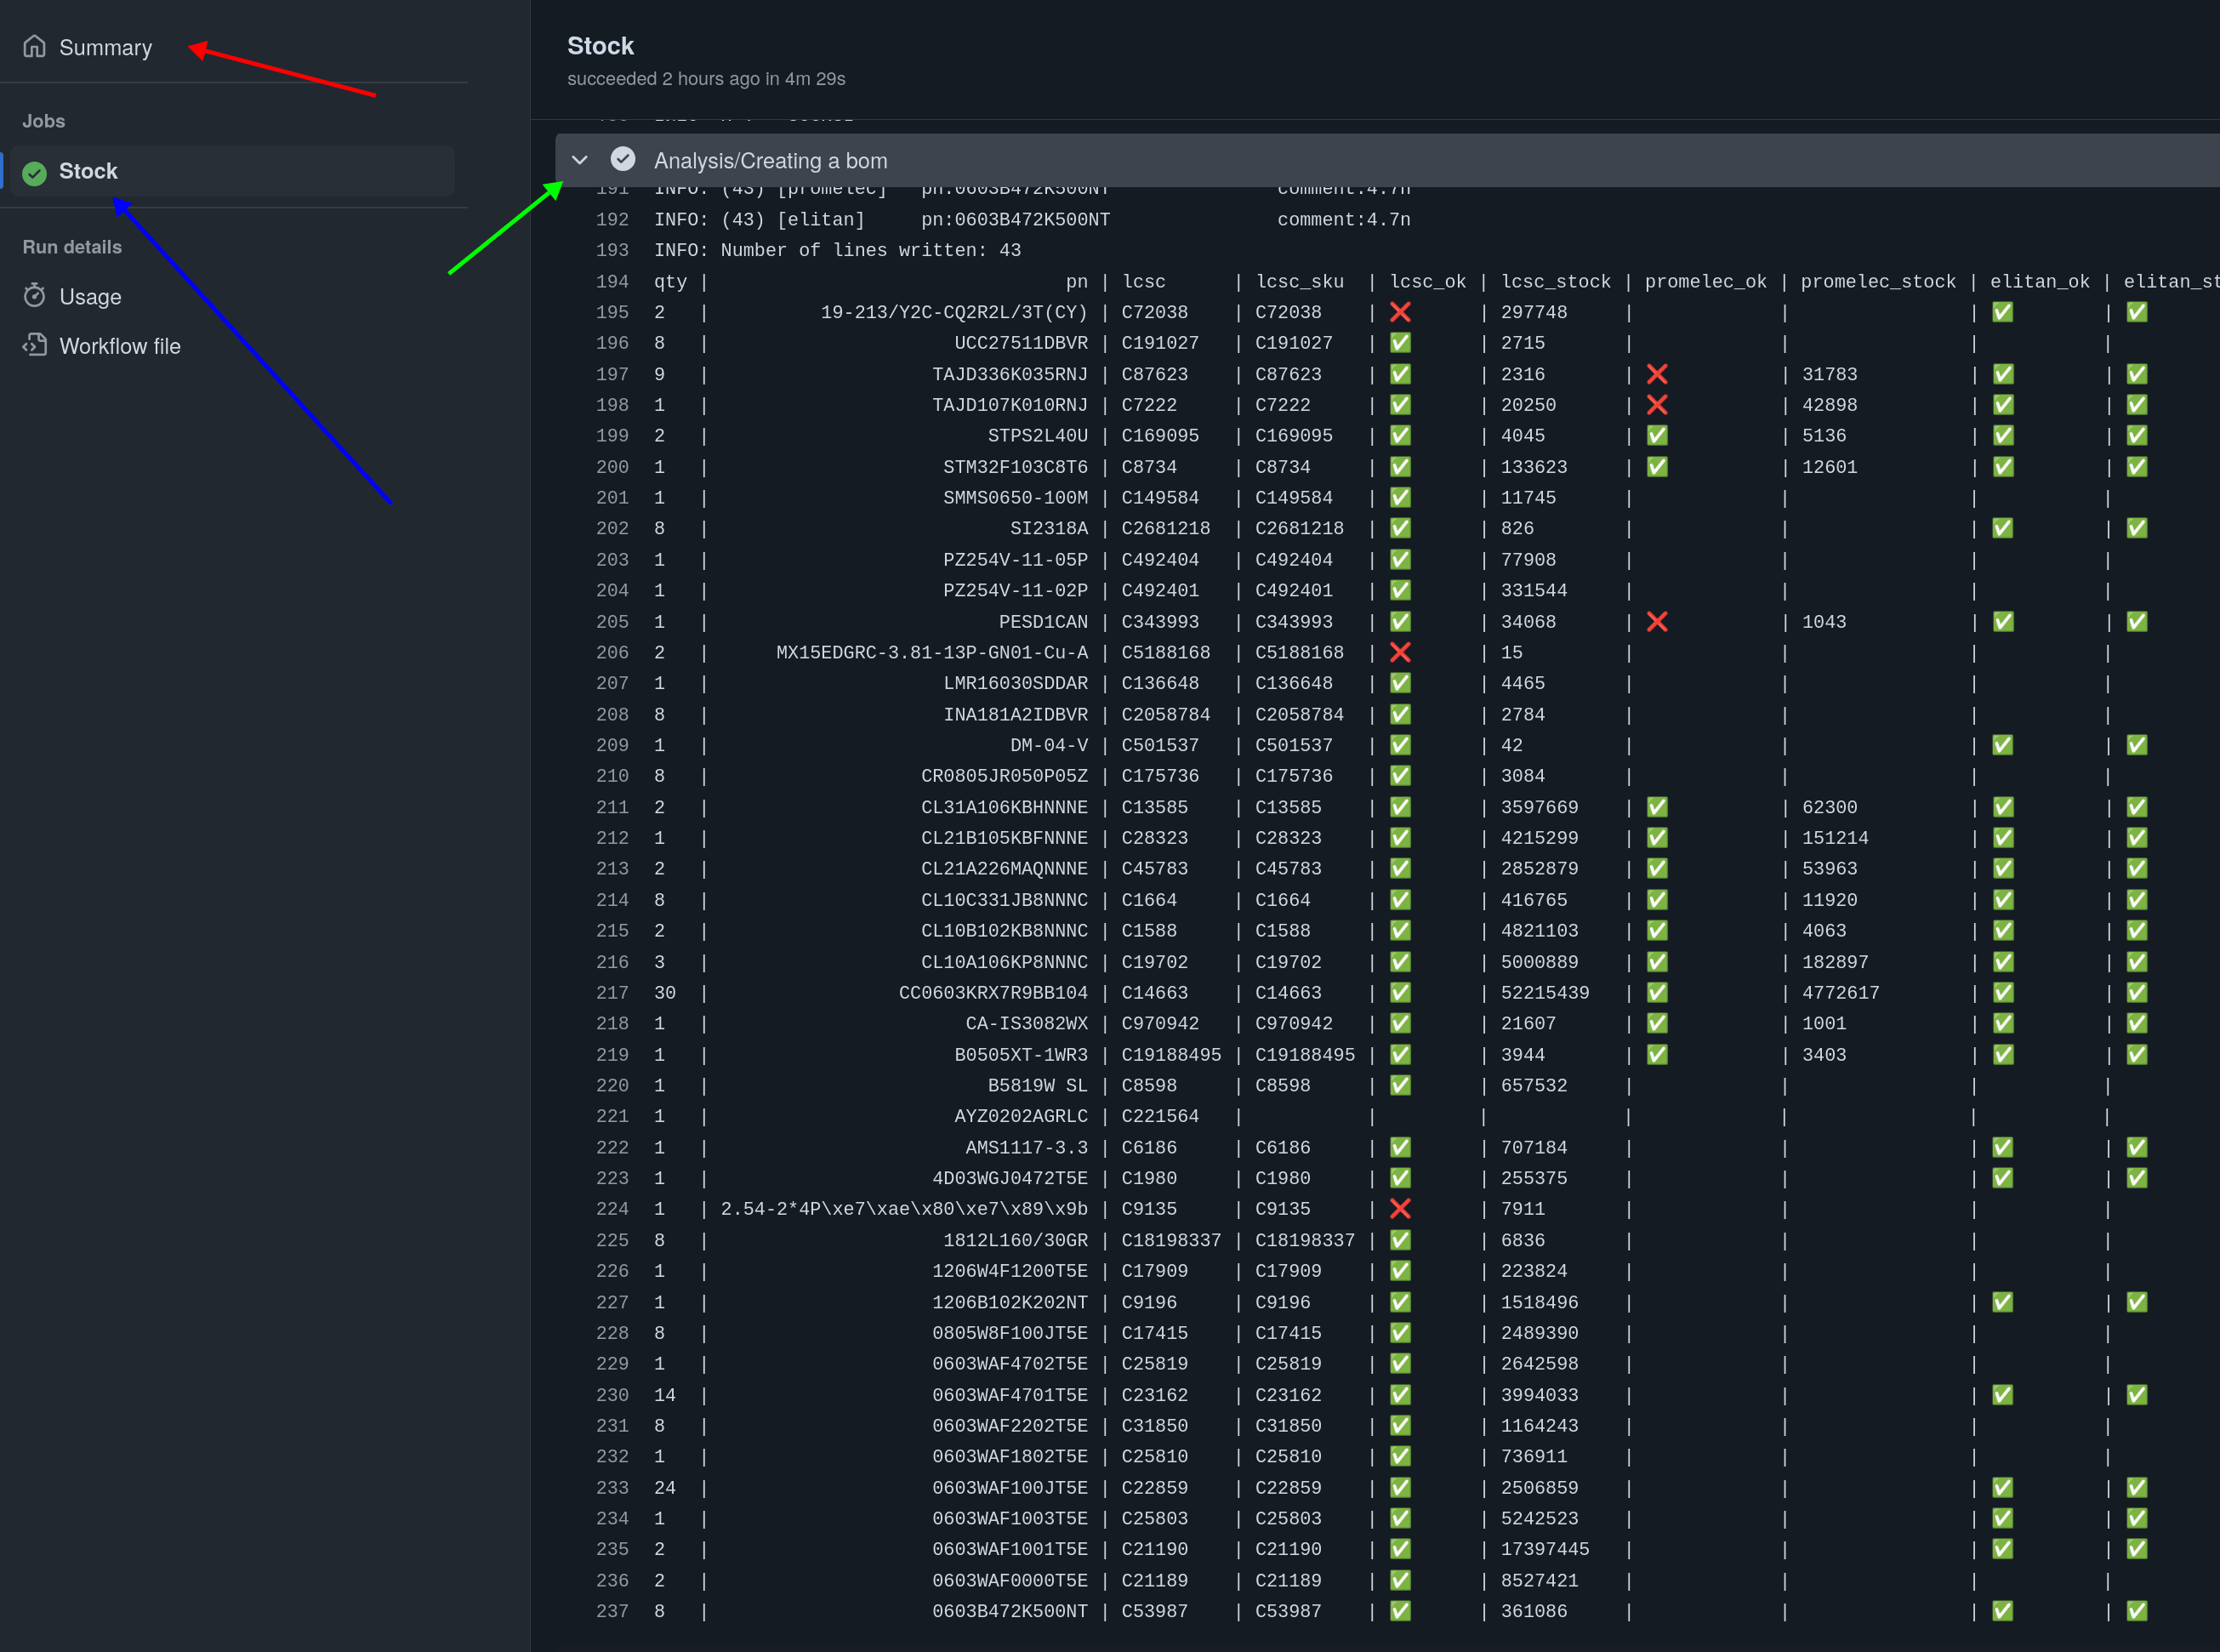 Summary
Jobs
Stock
Run details
Usage
Workflow file
Stock
succeeded 2 hours ago in 4m 29s
Analysis/Creating a bom
191 INFO: (43) [promelec] pn:0603B472K500NT comment:4.7n
192 INFO: (43) [elitan] pn:0603B472K500NT comment:4.7n
193 INFO: Number of lines written: 43
194 qty | pn | lcsc | lcsc_sku | lcsc_ok | lcsc_stock | promelec_ok | promelec_stock | elitan_ok | elitan_st
195 2 | 19-213/Y2C-CQ2R2L/3T(CY) | C72038 | C72038 | ❌ | 297748 | | | ✅ | ✅
196 8 | UCC27511DBVR | C191027 | C191027 | ✅ | 2715 | | | |
197 9 | TAJD336K035RNJ | C87623 | C87623 | ✅ | 2316 | ❌ | 31783 | ✅ | ✅
198 1 | TAJD107K010RNJ | C7222 | C7222 | ✅ | 20250 | ❌ | 42898 | ✅ | ✅
199 2 | STPS2L40U | C169095 | C169095 | ✅ | 4045 | ✅ | 5136 | ✅ | ✅
200 1 | STM32F103C8T6 | C8734 | C8734 | ✅ | 133623 | ✅ | 12601 | ✅ | ✅
201 1 | SMMS0650-100M | C149584 | C149584 | ✅ | 11745 | | | |
202 8 | SI2318A | C2681218 | C2681218 | ✅ | 826 | | | ✅ | ✅
203 1 | PZ254V-11-05P | C492404 | C492404 | ✅ | 77908 | | | |
204 1 | PZ254V-11-02P | C492401 | C492401 | ✅ | 331544 | | | |
205 1 | PESD1CAN | C343993 | C343993 | ✅ | 34068 | ❌ | 1043 | ✅ | ✅
206 2 | MX15EDGRC-3.81-13P-GN01-Cu-A | C5188168 | C5188168 | ❌ | 15 | | | |
207 1 | LMR16030SDDAR | C136648 | C136648 | ✅ | 4465 | | | |
208 8 | INA181A2IDBVR | C2058784 | C2058784 | ✅ | 2784 | | | |
209 1 | DM-04-V | C501537 | C501537 | ✅ | 42 | | | ✅ | ✅
210 8 | CR0805JR050P05Z | C175736 | C175736 | ✅ | 3084 | | | |
211 2 | CL31A106KBHNNNE | C13585 | C13585 | ✅ | 3597669 | ✅ | 62300 | ✅ | ✅
212 1 | CL21B105KBFNNNE | C28323 | C28323 | ✅ | 4215299 | ✅ | 151214 | ✅ | ✅
213 2 | CL21A226MAQNNNE | C45783 | C45783 | ✅ | 2852879 | ✅ | 53963 | ✅ | ✅
214 8 | CL10C331JB8NNNC | C1664 | C1664 | ✅ | 416765 | ✅ | 11920 | ✅ | ✅
215 2 | CL10B102KB8NNNC | C1588 | C1588 | ✅ | 4821103 | ✅ | 4063 | ✅ | ✅
216 3 | CL10A106KP8NNNC | C19702 | C19702 | ✅ | 5000889 | ✅ | 182897 | ✅ | ✅
217 30 | CC0603KRX7R9BB104 | C14663 | C14663 | ✅ | 52215439 | ✅ | 4772617 | ✅ | ✅
218 1 | CA-IS3082WX | C970942 | C970942 | ✅ | 21607 | ✅ | 1001 | ✅ | ✅
219 1 | B0505XT-1WR3 | C19188495 | C19188495 | ✅ | 3944 | ✅ | 3403 | ✅ | ✅
220 1 | B5819W SL | C8598 | C8598 | ✅ | 657532 | | | |
221 1 | AYZ0202AGRLC | C221564 | | | | | | |
222 1 | AMS1117-3.3 | C6186 | C6186 | ✅ | 707184 | | | ✅ | ✅
223 1 | 4D03WGJ0472T5E | C1980 | C1980 | ✅ | 255375 | | | ✅ | ✅
224 1 | 2.54-2*4P\xe7\xae\x80\xe7\x89\x9b | C9135 | C9135 | ❌ | 7911 | | | |
225 8 | 1812L160/30GR | C18198337 | C18198337 | ✅ | 6836 | | | |
226 1 | 1206W4F1200T5E | C17909 | C17909 | ✅ | 223824 | | | |
227 1 | 1206B102K202NT | C9196 | C9196 | ✅ | 1518496 | | | ✅ | ✅
228 8 | 0805W8F100JT5E | C17415 | C17415 | ✅ | 2489390 | | | |
229 1 | 0603WAF4702T5E | C25819 | C25819 | ✅ | 2642598 | | | |
230 14 | 0603WAF4701T5E | C23162 | C23162 | ✅ | 3994033 | | | ✅ | ✅
231 8 | 0603WAF2202T5E | C31850 | C31850 | ✅ | 1164243 | | | |
232 1 | 0603WAF1802T5E | C25810 | C25810 | ✅ | 736911 | | | |
233 24 | 0603WAF100JT5E | C22859 | C22859 | ✅ | 2506859 | | | ✅ | ✅
234 1 | 0603WAF1003T5E | C25803 | C25803 | ✅ | 5242523 | | | ✅ | ✅
235 2 | 0603WAF1001T5E | C21190 | C21190 | ✅ | 17397445 | | | ✅ | ✅
236 2 | 0603WAF0000T5E | C21189 | C21189 | ✅ | 8527421 | | | |
237 8 | 0603B472K500NT | C53987 | C53987 | ✅ | 361086 | | | ✅ | ✅